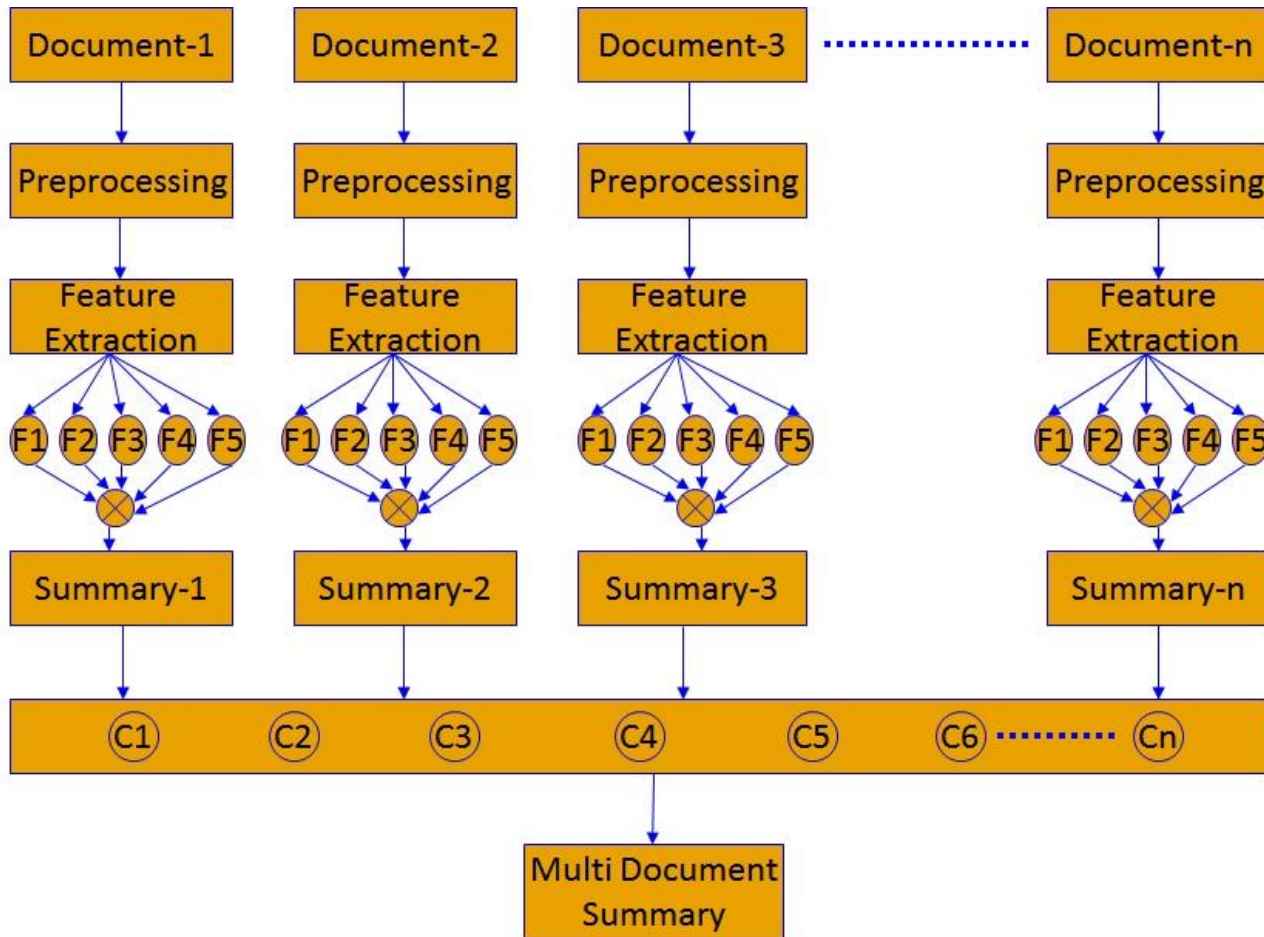 Document-1
Document-2
Document-3
Document-n
Preprocessing
Preprocessing
Preprocessing
Preprocessing
Feature
Extraction
Feature
Extraction
Feature
Extraction
Feature
Extraction
F1 F2 F3 F4 F5
F1 F2 F3 F4 F5
F1 F2 F3 F4 F5
F1 F2 F3 F4 F5
Summary-1
Summary-2
Summary-3
Summary-n
C1 C2 C3 C4 C5 C6 Cn
Multi Document
Summary